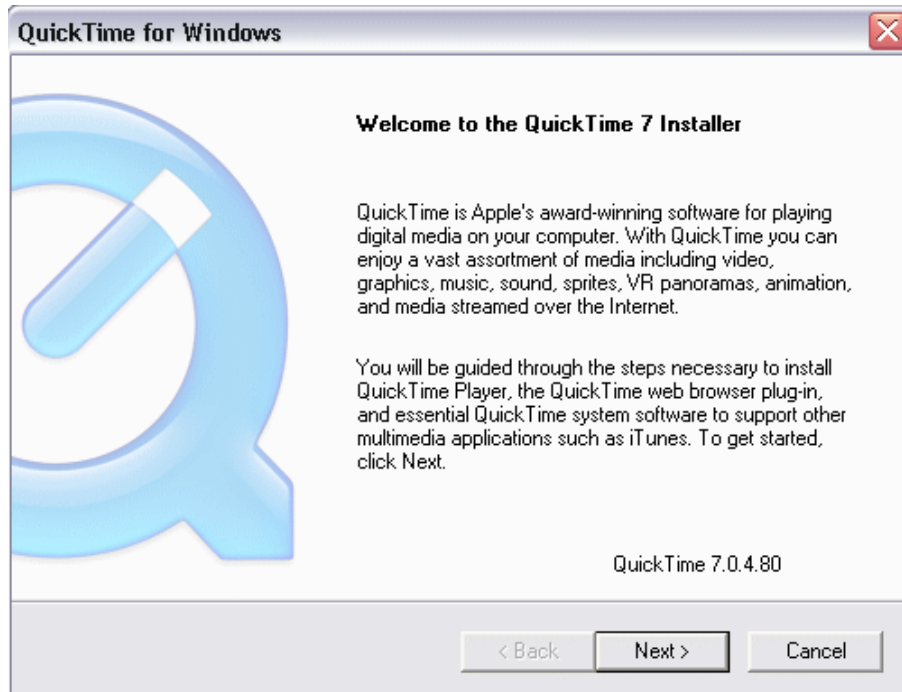 QuickTime for Windows
Welcome to the QuickTime 7 Installer
QuickTime is Apple's award-winning software for playing
digital media on your computer. With QuickTime you can
enjoy a vast assortment of media including video,
graphics, music, sound, sprites, VR panoramas, animation,
and media streamed over the Internet.
You will be guided through the steps necessary to install
QuickTime Player, the QuickTime web browser plug-in,
and essential QuickTime system software to support other
multimedia applications such as iTunes. To get started,
click Next.
QuickTime 7.0.4.80
< Back
Next >
Cancel